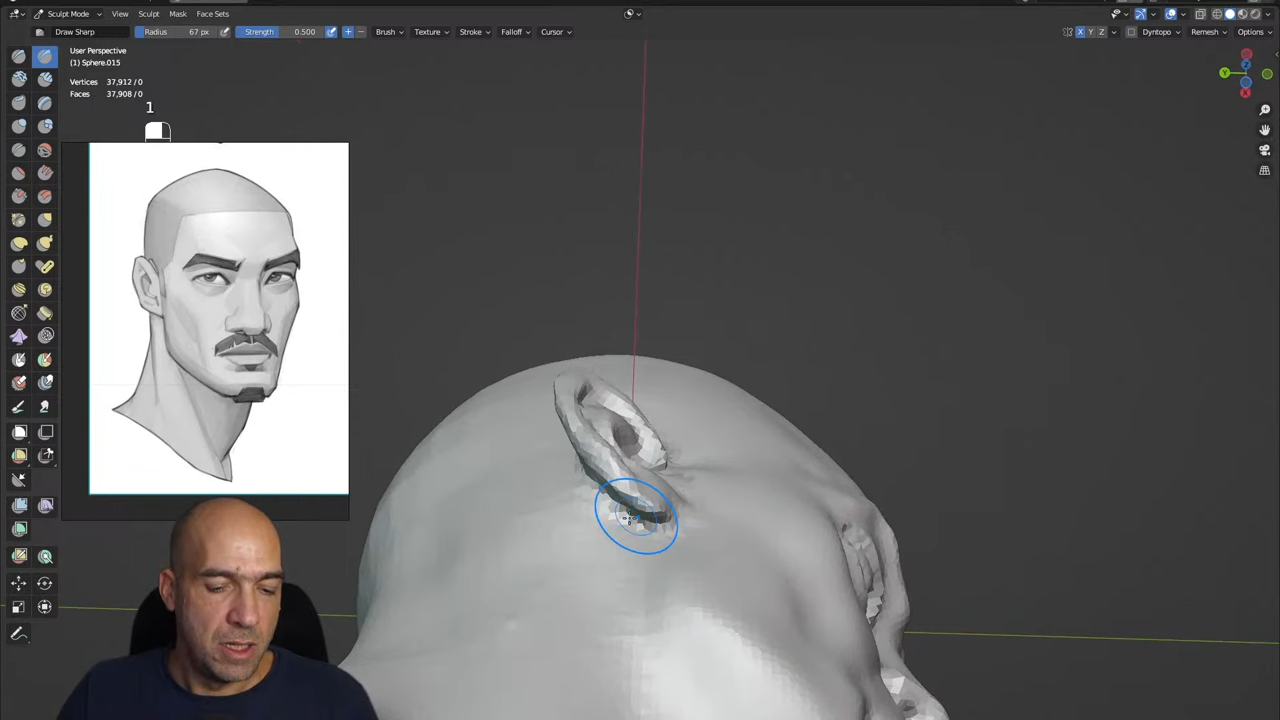 Sculpt Mode View Sculpt Mask Face Sets
Draw Sharp Radius 67 px Strength 0.500 Brush Texture Stroke Falloff Cursor X Y Z Dyntopo Remesh Options
User Perspective
(1) Sphere.015
Vertices 37,912 / 0
Faces 37,908 / 0
1
Z
Y
X